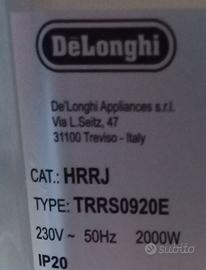 DeLonghi
De'Longhi Appliances s.r.l.
Via L.Seitz, 47
31100 Treviso - Italy
CAT.: HRRJ
TYPE: TRRS0920E
230V ~ 50Hz 2000W
IP20
subito